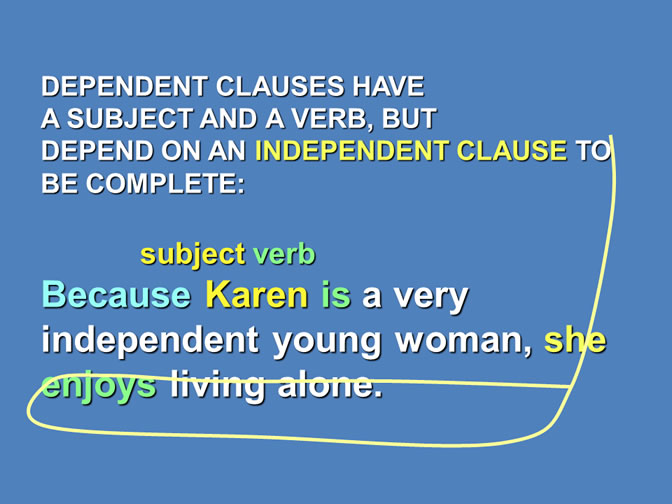 DEPENDENT CLAUSES HAVE
A SUBJECT AND A VERB, BUT
DEPEND ON AN INDEPENDENT CLAUSE TO
BE COMPLETE:
subject verb
Because Karen is a very
independent young woman, she
enjoys living alone.